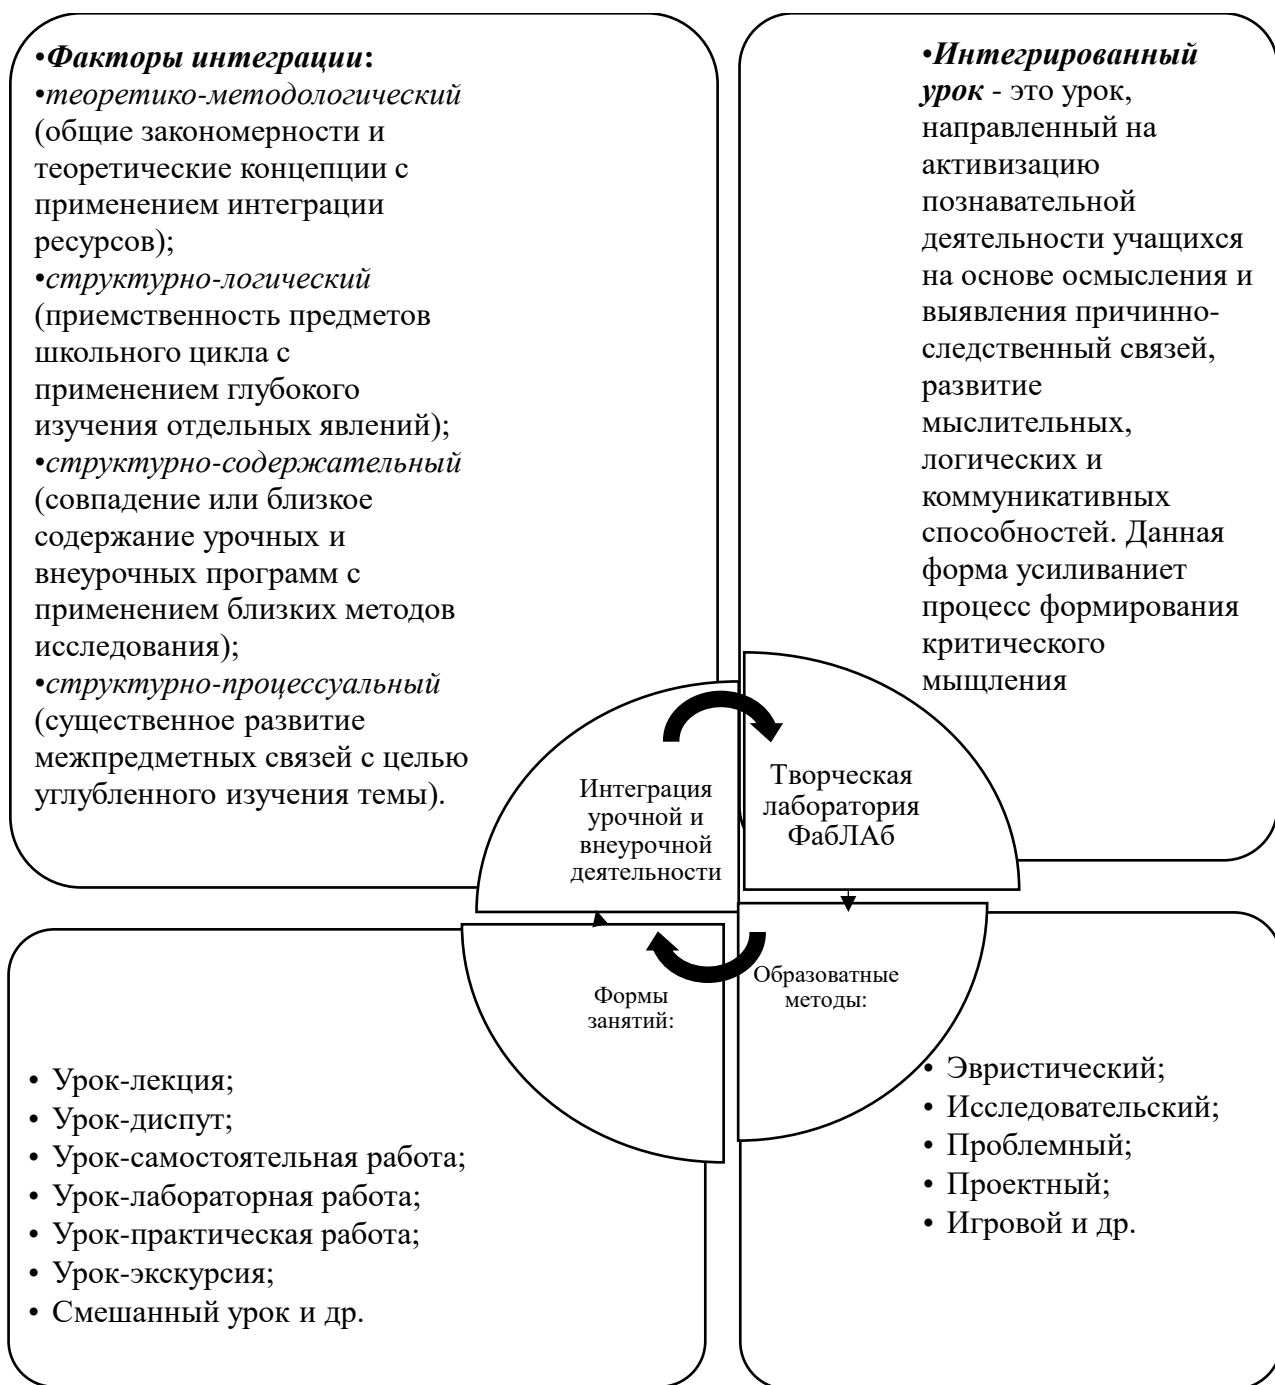 •Факторы интеграции:
•теоретико-методологический
(общие закономерности и
теоретические концепции с
применением интеграции
ресурсов);
•структурно-логический
(приемственность предметов
школьного цикла с
применением глубокого
изучения отдельных явлений);
•структурно-содержательный
(совпадение или близкое
содержание урочных и
внеурочных программ с
применением близких методов
исследования);
•структурно-процессуальный
(существенное развитие
межпредметных связей с целью
углубленного изучения темы).
•Интегрированный
урок - это урок,
направленный на
активизацию
познавательной
деятельности учащихся
на основе осмысления и
выявления причинно-
следственный связей,
развитие
мыслительных,
логических и
коммуникативных
способностей. Данная
форма усиливаниет
процесс формирования
критического
мыщления
Интеграция
урочной и
внеурочной
деятельности
Творческая
лаборатория
ФабЛАб
Формы
занятий:
Образоватные
методы:
• Урок-лекция;
• Урок-диспут;
• Урок-самостоятельная работа;
• Урок-лабораторная работа;
• Урок-практическая работа;
• Урок-экскурсия;
• Смешанный урок и др.
• Эвристический;
• Исследовательский;
• Проблемный;
• Проектный;
• Игровой и др.